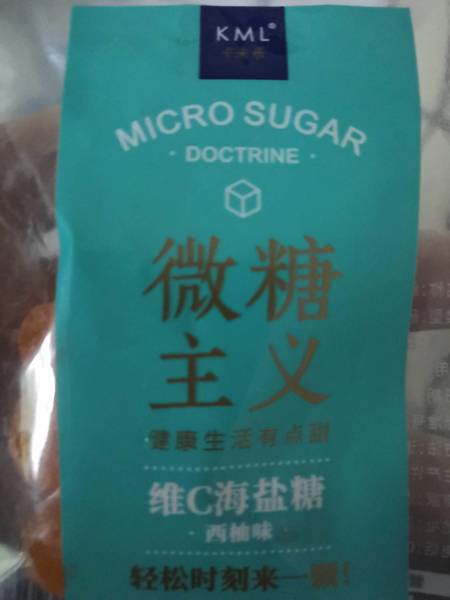 KML®
MICRO SUGAR
· DOCTRINE ·
微糖
主义
·健康生活有点甜
维C海盐糖
·西柚味·
轻松时刻来一颗!